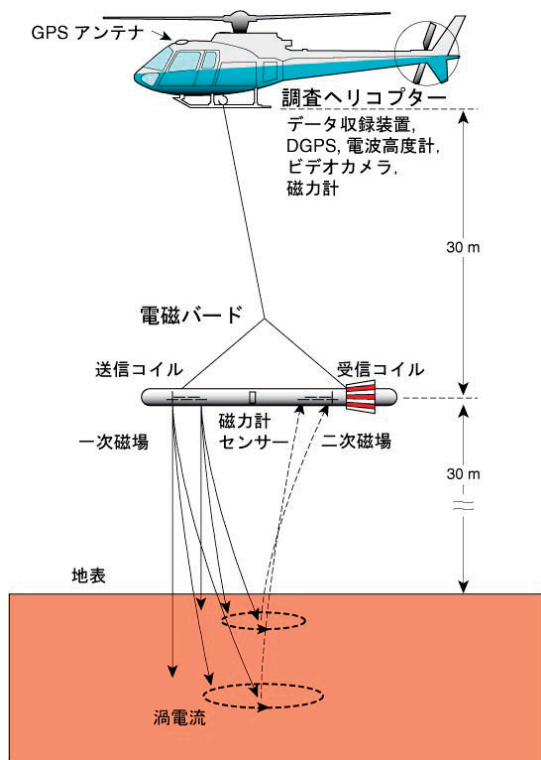 GPS アンテナ
調査ヘリコプター
データ収録装置,
DGPS, 電波高度計,
ビデオカメラ,
磁力計
30 m
電磁バード
送信コイル
受信コイル
一次磁場
磁力計
センサー
二次磁場
30 m
地表
渦電流